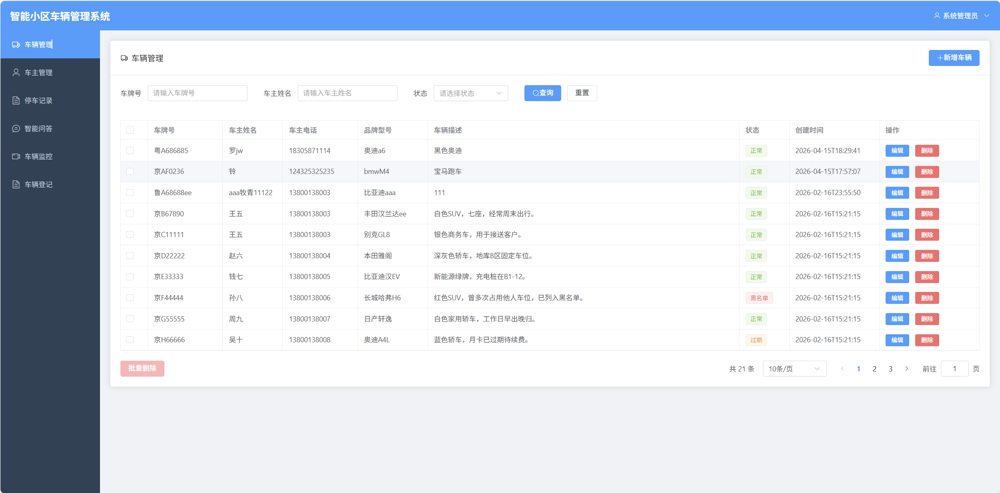 智能小区车辆管理系统
系统管理员
车辆管理
车主管理
停车记录
智能问答
车辆监控
车辆登记
车辆管理
新增车辆
车牌号 请输入车牌号 车主姓名 请输入车主姓名 状态 请选择状态 查询 重置
车牌号 车主姓名 车主电话 品牌型号 车辆描述 状态 创建时间 操作
粤A686885 罗jw 18305871114 奥迪a6 黑色奥迪 正常 2026-04-15T18:29:41 编辑 删除
京AF0236 铃 124325325235 bmwM4 宝马跑车 正常 2026-04-15T17:57:07 编辑 删除
鲁A68688ee aaa牧青11122 13800138003 比亚迪aaa 111 正常 2026-02-16T23:55:50 编辑 删除
京B67890 王五 13800138003 丰田汉兰达ee 白色SUV，七座，经常周末出行。 正常 2026-02-16T15:21:15 编辑 删除
京C11111 王五 13800138003 别克GL8 银色商务车，用于接送客户。 正常 2026-02-16T15:21:15 编辑 删除
京D22222 赵六 13800138004 本田雅阁 深灰色轿车，地库B区固定车位。 正常 2026-02-16T15:21:15 编辑 删除
京E33333 钱七 13800138005 比亚迪汉EV 新能源绿牌，充电桩在B1-12。 正常 2026-02-16T15:21:15 编辑 删除
京F44444 孙八 13800138006 长城哈弗H6 红色SUV，曾多次占用他人车位，已列入黑名单。 黑名单 2026-02-16T15:21:15 编辑 删除
京G55555 周九 13800138007 日产轩逸 白色家用轿车，工作日早出晚归。 正常 2026-02-16T15:21:15 编辑 删除
京H66666 吴十 13800138008 奥迪A4L 蓝色轿车，月卡已过期待续费。 过期 2026-02-16T15:21:15 编辑 删除
批量删除 共 21 条 10条/页 1 2 3 前往 1 页